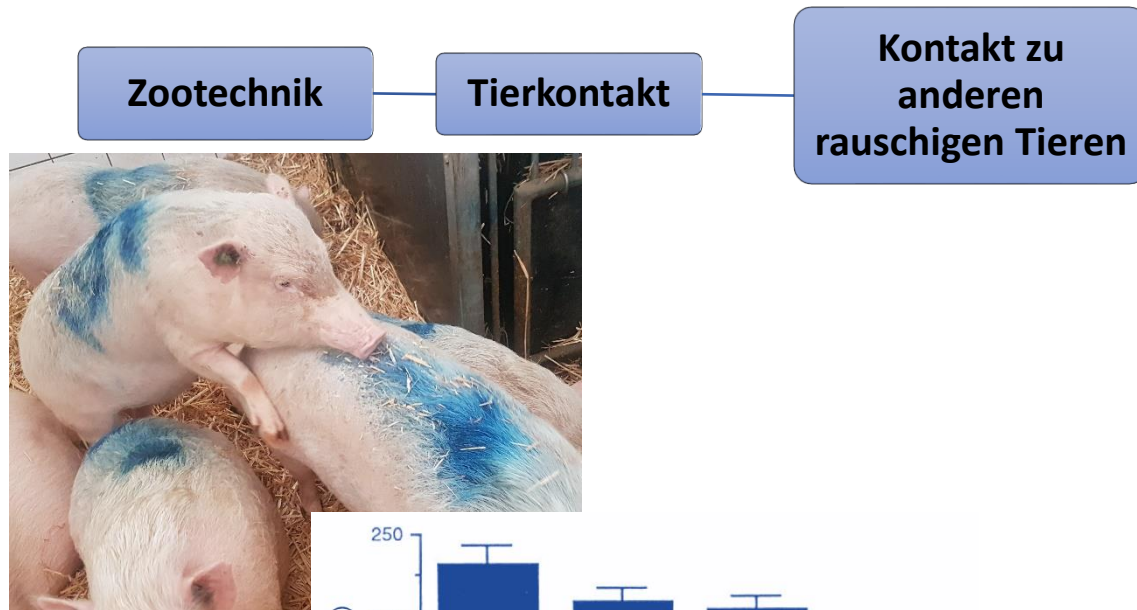 Zootechnik
Tierkontakt
Kontakt zu
anderen
rauschigen Tieren
250